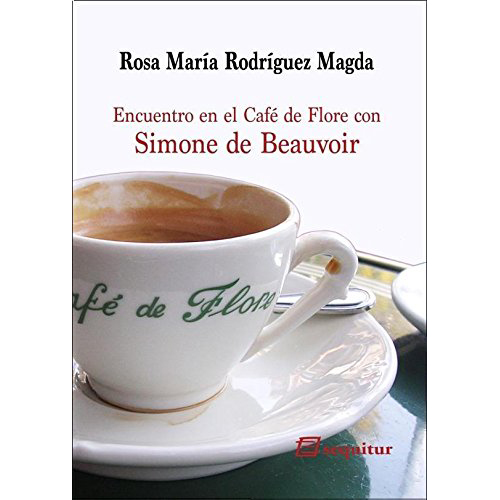 Rosa María Rodríguez Magda
Encuentro en el Café de Flore con
Simone de Beauvoir
afé de Flore
sequitur